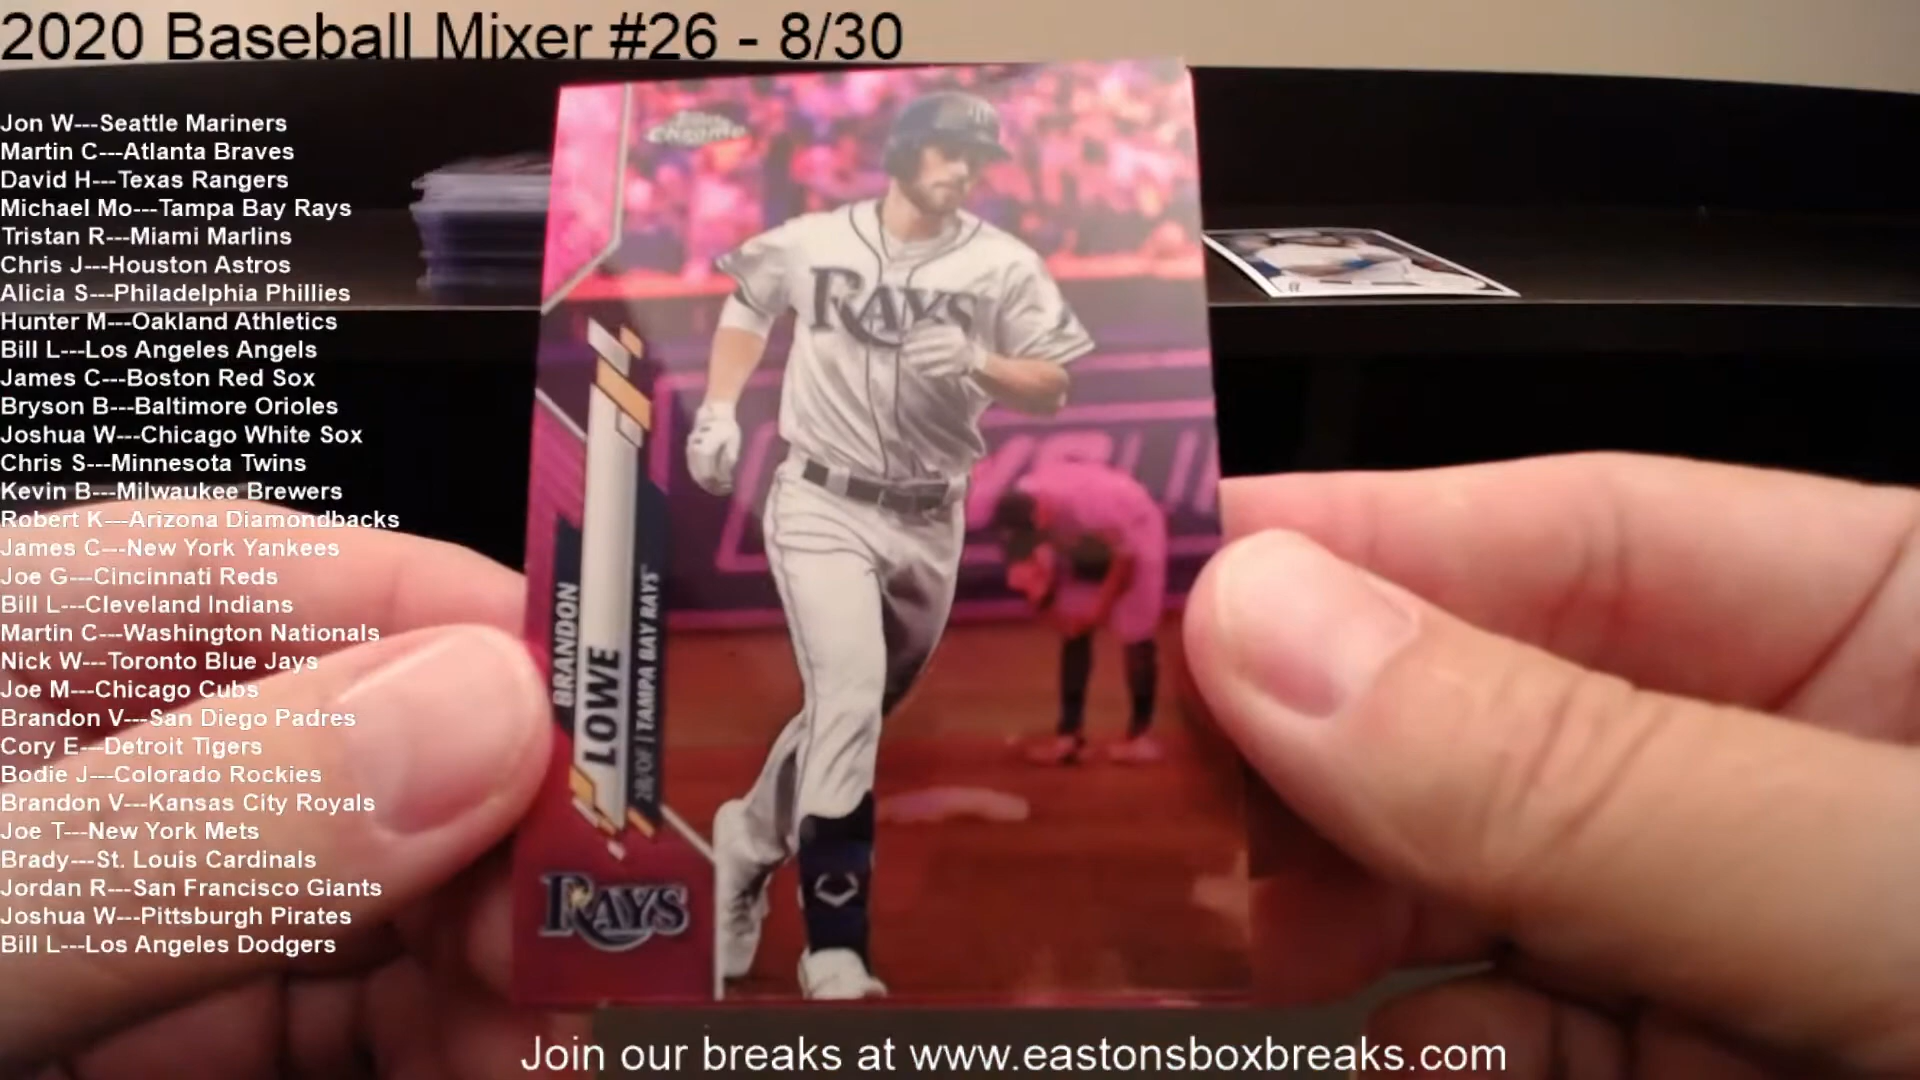 2020 Baseball Mixer #26 - 8/30
Jon W---Seattle Mariners
Martin C---Atlanta Braves
David H---Texas Rangers
Michael Mo---Tampa Bay Rays
Tristan R---Miami Marlins
Chris J---Houston Astros
Alicia S---Philadelphia Phillies
Hunter M---Oakland Athletics
Bill L---Los Angeles Angels
James C---Boston Red Sox
Bryson B---Baltimore Orioles
Joshua W---Chicago White Sox
Chris S---Minnesota Twins
Kevin B---Milwaukee Brewers
Robert K---Arizona Diamondbacks
James C---New York Yankees
Joe G---Cincinnati Reds
Bill L---Cleveland Indians
Martin C---Washington Nationals
Nick W---Toronto Blue Jays
Joe M---Chicago Cubs
Brandon V---San Diego Padres
Cory E---Detroit Tigers
Bodie J---Colorado Rockies
Brandon V---Kansas City Royals
Joe T---New York Mets
Brady---St. Louis Cardinals
Jordan R---San Francisco Giants
Joshua W---Pittsburgh Pirates
Bill L---Los Angeles Dodgers
Topps
Chrome
RAYS
BRANDON
LOWE
2B/OF | TAMPA BAY RAYS™
RAYS
Join our breaks at www.eastonsboxbreaks.com